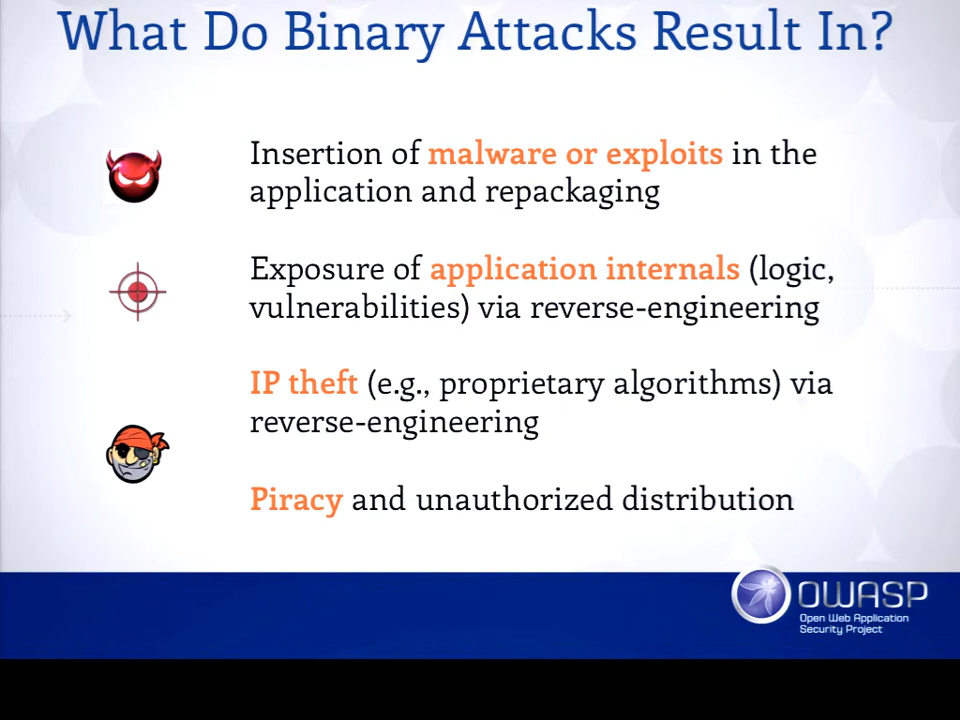 What Do Binary Attacks Result In?
Insertion of malware or exploits in the
application and repackaging
Exposure of application internals (logic,
vulnerabilities) via reverse-engineering
IP theft (e.g., proprietary algorithms) via
reverse-engineering
Piracy and unauthorized distribution
OWASP
Open Web Application
Security Project